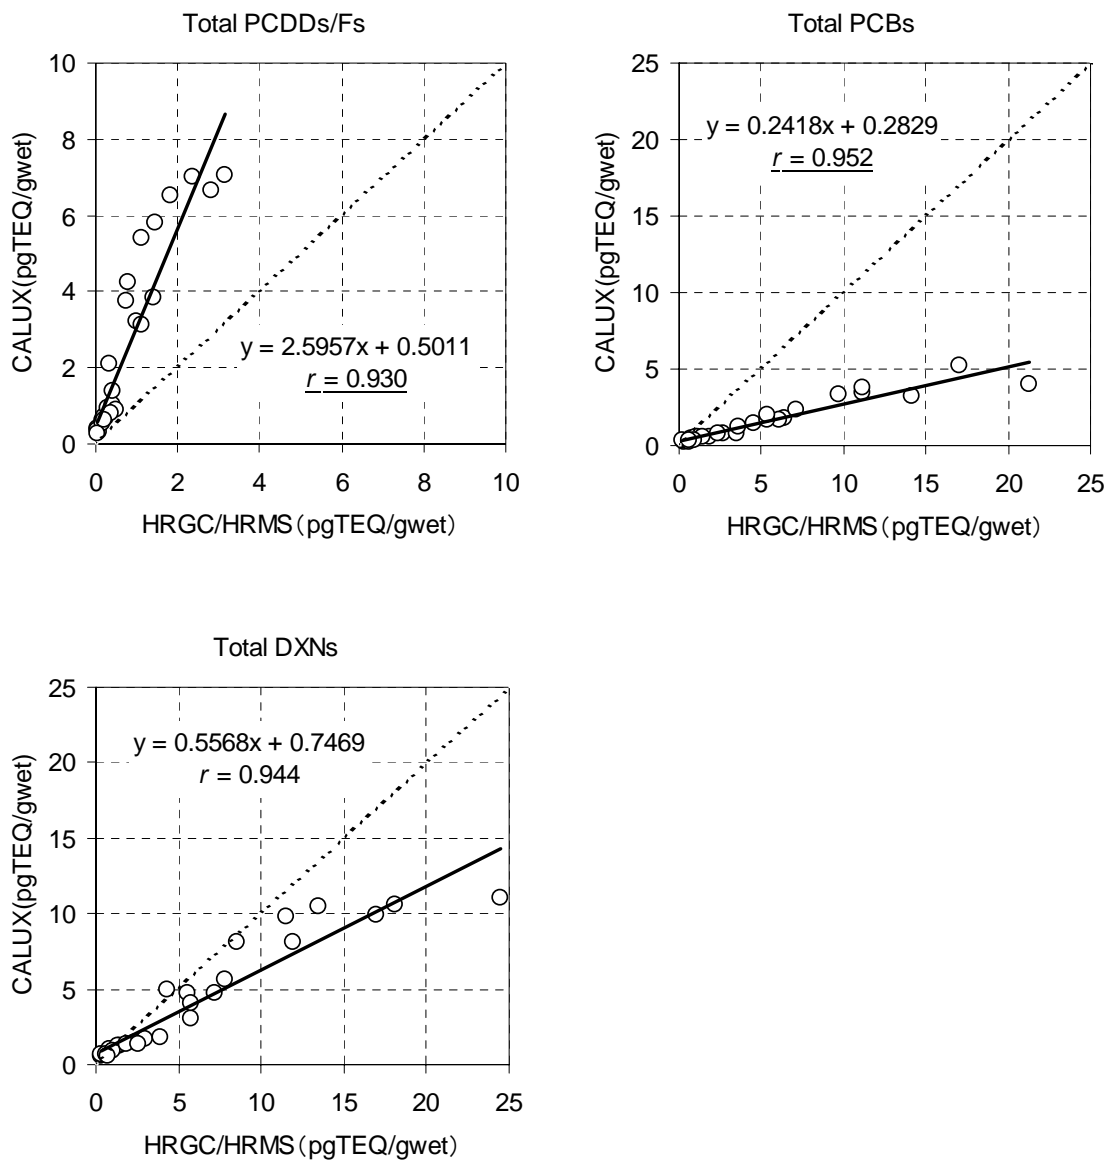 Total PCDDs/Fs
10
8
6
4
2
0
CALUX(pgTEQ/gwet)
y = 2.5957x + 0.5011
r = 0.930
0 2 4 6 8 10
HRGC/HRMS(pgTEQ/gwet)
Total PCBs
25
20
15
10
5
0
CALUX(pgTEQ/gwet)
y = 0.2418x + 0.2829
r = 0.952
0 5 10 15 20 25
HRGC/HRMS(pgTEQ/gwet)
Total DXNs
25
20
15
10
5
0
CALUX(pgTEQ/gwet)
y = 0.5568x + 0.7469
r = 0.944
0 5 10 15 20 25
HRGC/HRMS(pgTEQ/gwet)